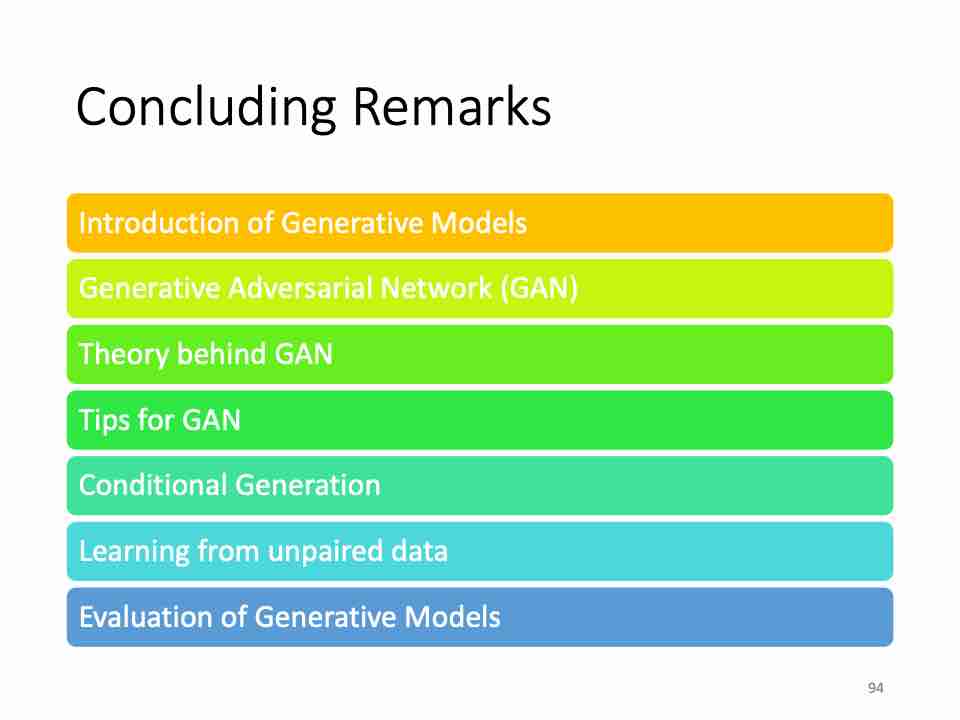 Concluding Remarks
Introduction of Generative Models
Generative Adversarial Network (GAN)
Theory behind GAN
Tips for GAN
Conditional Generation
Learning from unpaired data
Evaluation of Generative Models
94